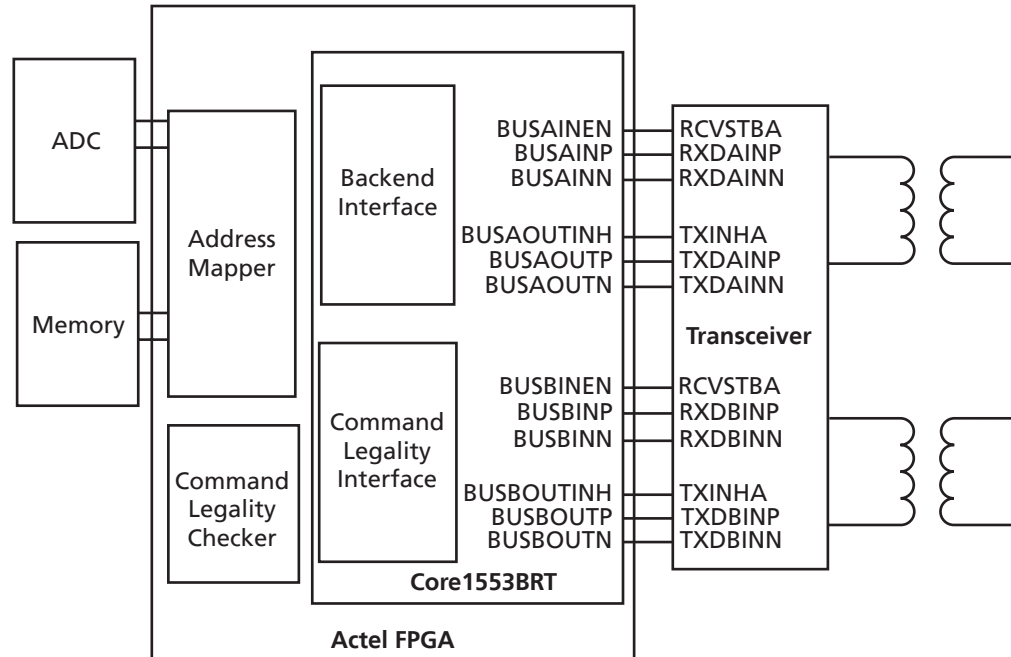 ADC
Memory
Address
Mapper
Command
Legality
Checker
Backend
Interface
Command
Legality
Interface
BUSAINEN
BUSAINP
BUSAINN
BUSAOUTINH
BUSAOUTP
BUSAOUTN
BUSBINEN
BUSBINP
BUSBINN
BUSBOUTINH
BUSBOUTP
BUSBOUTN
Core1553BRT
Actel FPGA
RCVSTBA
RXDAINP
RXDAINN
TXINHA
TXDAINP
TXDAINN
Transceiver
RCVSTBA
RXDBINP
RXDBINN
TXINHA
TXDBINP
TXDBINN